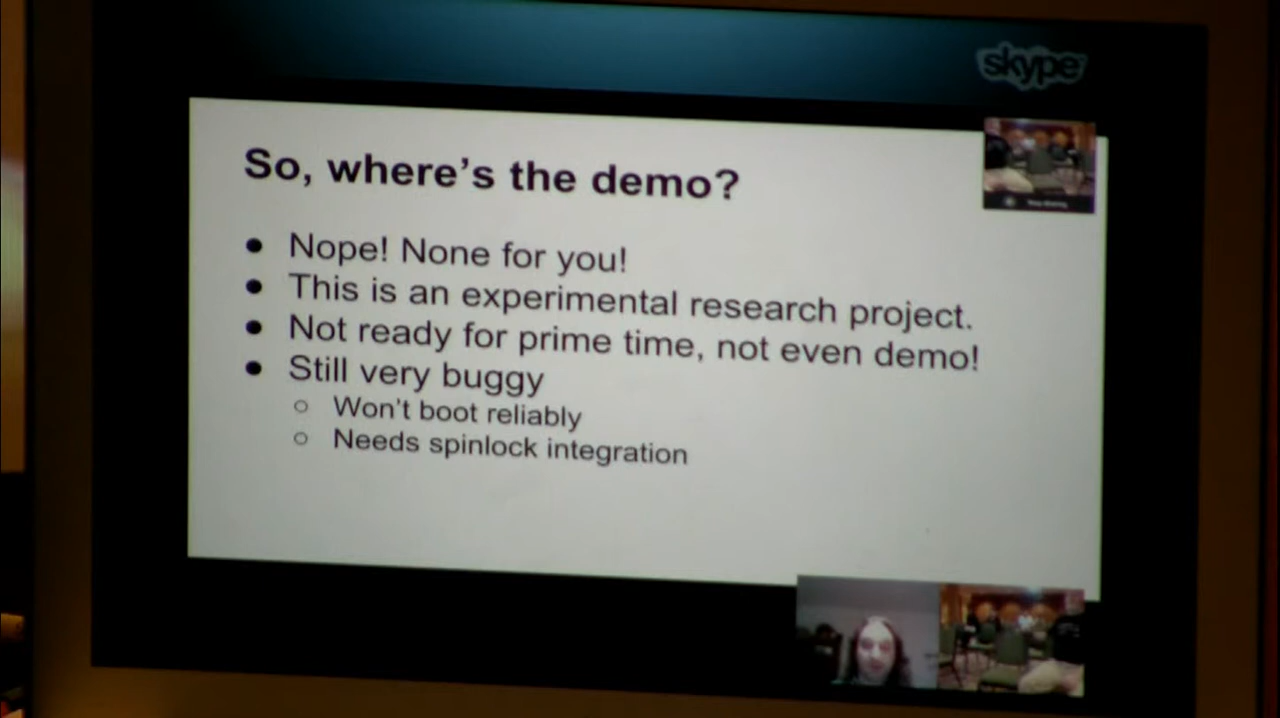 skype
So, where's the demo?
● Nope! None for you!
● This is an experimental research project.
● Not ready for prime time, not even demo!
● Still very buggy
○ Won't boot reliably
○ Needs spinlock integration